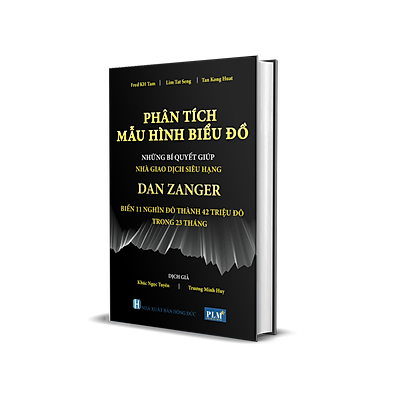 Fred KH Tam | Lim Tat Seng | Tan Kong Huat
PHÂN TÍCH
MẪU HÌNH BIỂU ĐỒ
NHỮNG BÍ QUYẾT GIÚP
NHÀ GIAO DỊCH SIÊU HẠNG
DAN ZANGER
BIẾN 11 NGHÌN ĐÔ THÀNH 42 TRIỆU ĐÔ
TRONG 23 THÁNG
DỊCH GIẢ
Khúc Ngọc Tuyên | Trương Minh Huy
H NHÀ XUẤT BẢN HỒNG ĐỨC
PLM